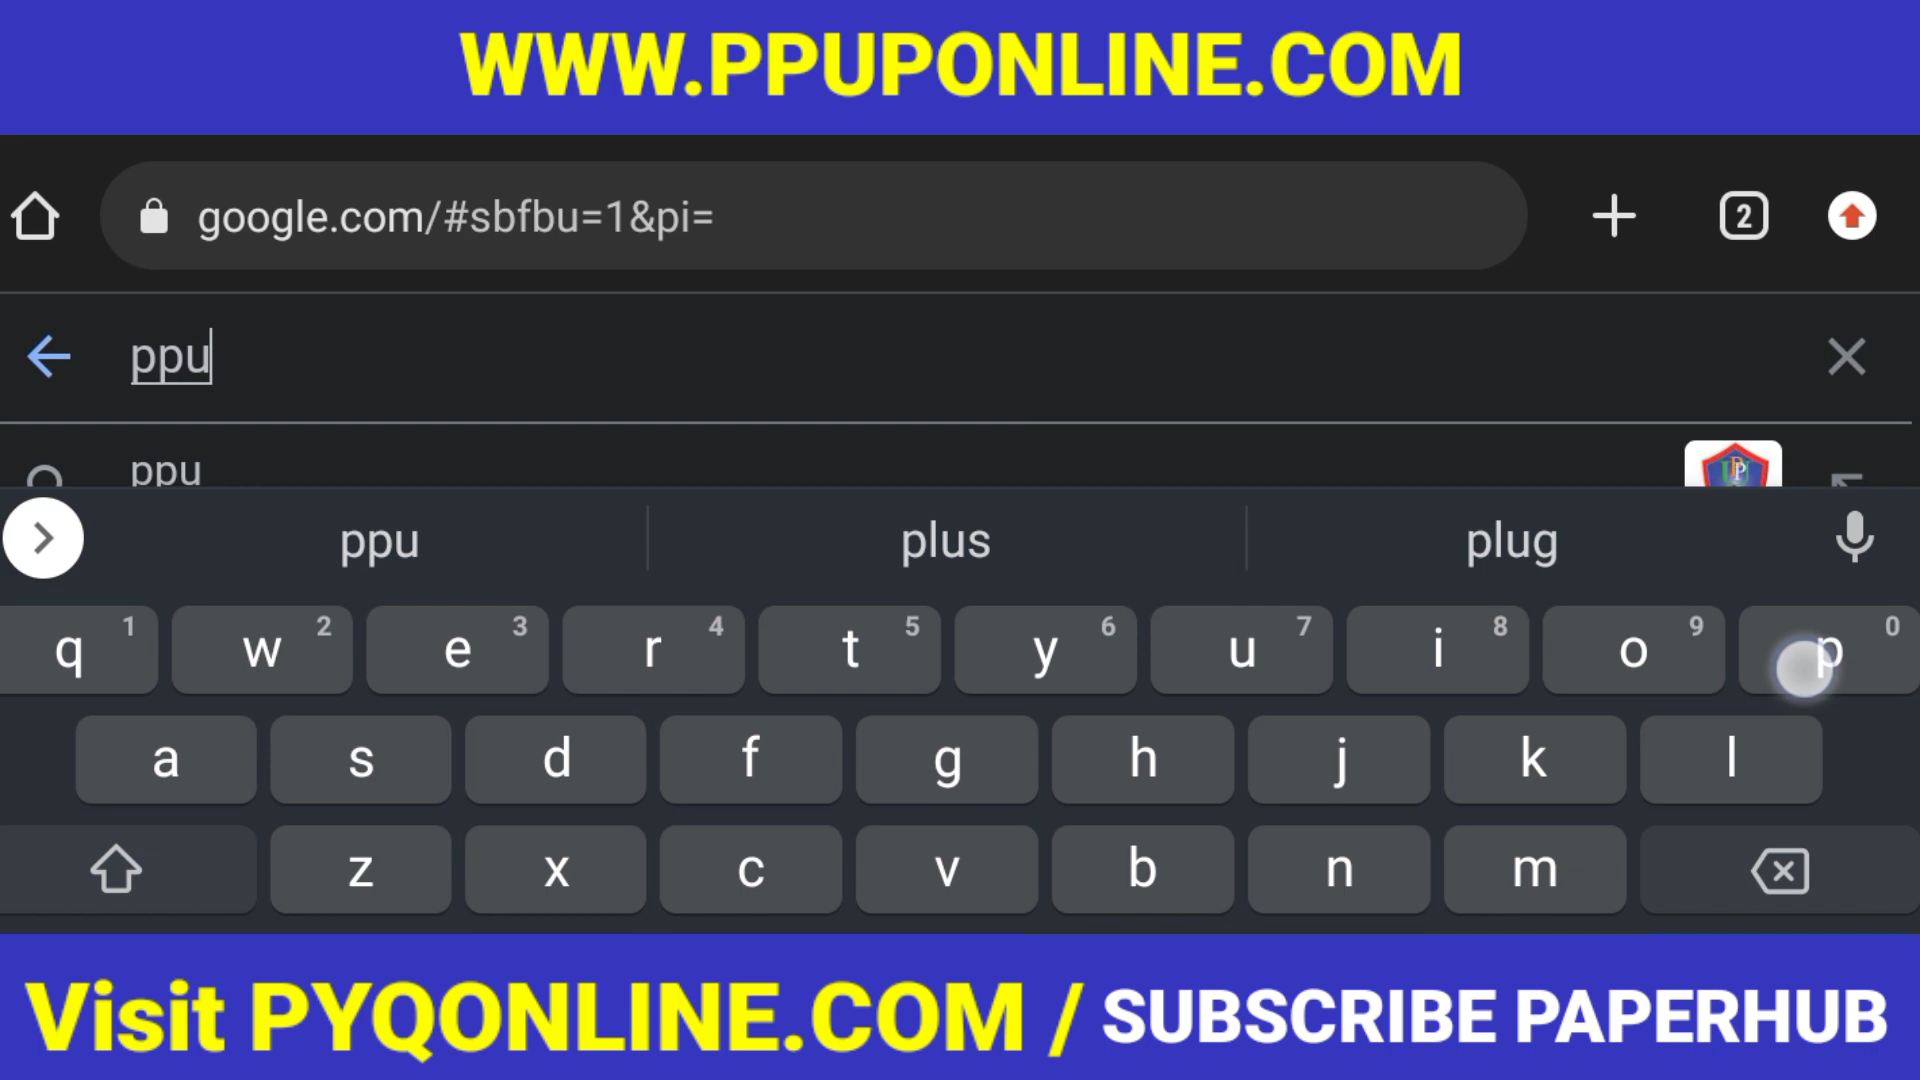 WWW.PPUPONLINE.COM
google.com/#sbfbu=1&pi=
2
ppu
ppu
ppu plus plug
q 1 w 2 e 3 r 4 t 5 y 6 u 7 i 8 o 9 p 0
a s d f g h j k l
z x c v b n m
Visit PYQONLINE.COM / SUBSCRIBE PAPERHUB